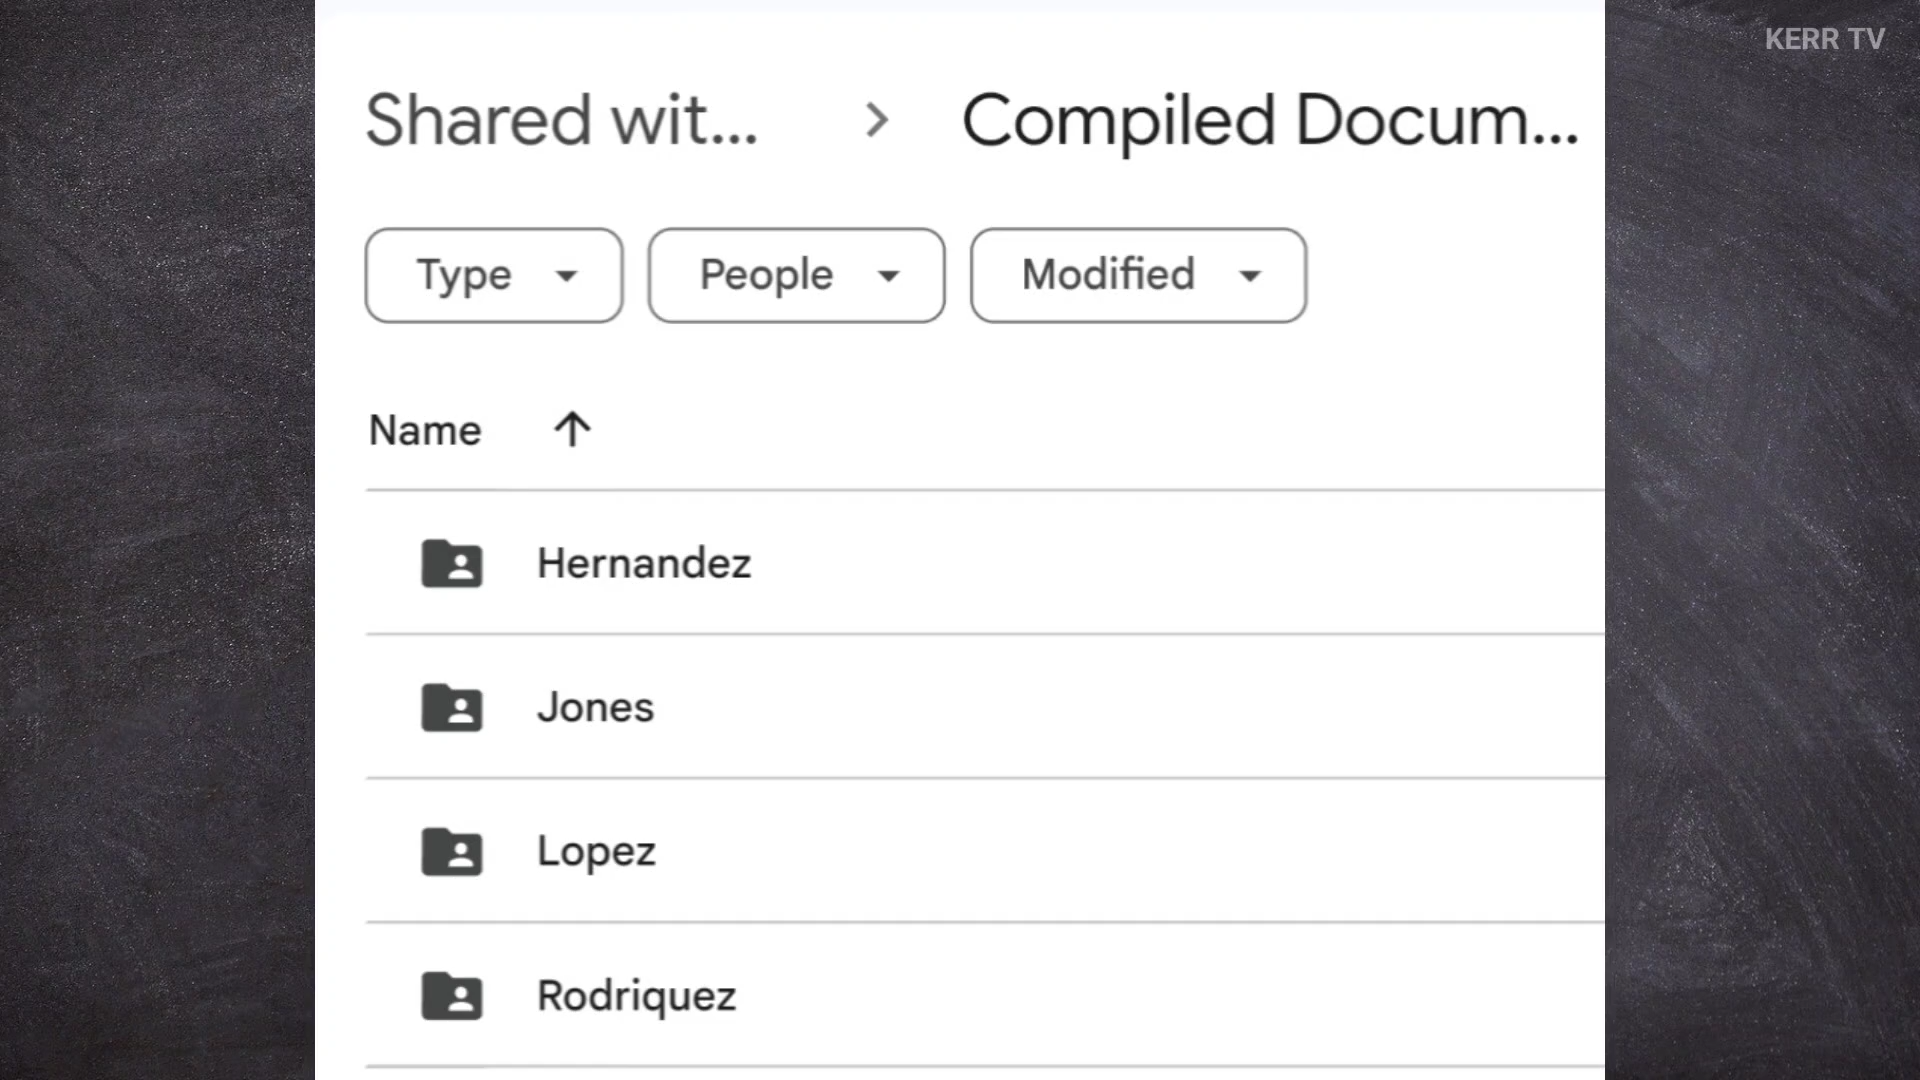 KERR TV
Shared wit... > Compiled Docum...
Type People Modified
Name ↑
Hernandez
Jones
Lopez
Rodriquez